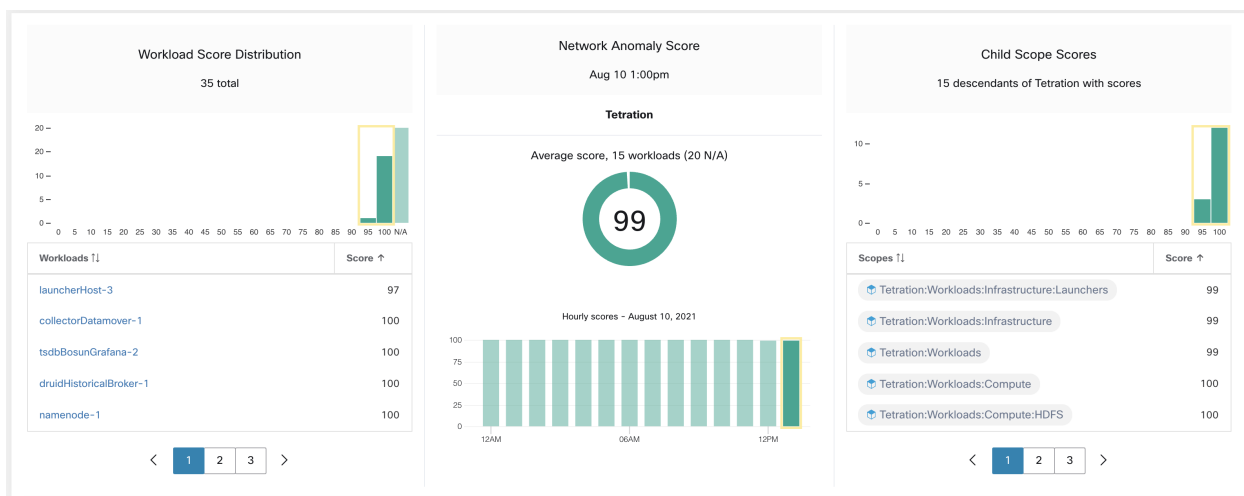 Workload Score Distribution
35 total
20
20
10
5
0
0 5 10 15 20 25 30 35 40 45 50 55 60 65 70 75 80 85 90 95 100 N/A
Workloads ↑↓ Score ↑
launcherHost-3 97
collectorDatamover-1 100
tsdbBosunGrafana-2 100
druidHistoricalBroker-1 100
namenode-1 100
1 2 3
Network Anomaly Score
Aug 10 1:00pm
Tetration
Average score, 15 workloads (20 N/A)
99
Hourly scores - August 10, 2021
100
75
50
25
0
12AM 06AM 12PM
Child Scope Scores
15 descendants of Tetration with scores
10
5
0
0 5 10 15 20 25 30 35 40 45 50 55 60 65 70 75 80 85 90 95 100
Scopes ↑↓ Score ↑
Tetration:Workloads:Infrastructure:Launchers 99
Tetration:Workloads:Infrastructure 99
Tetration:Workloads 99
Tetration:Workloads:Compute 100
Tetration:Workloads:Compute:HDFS 100
1 2 3